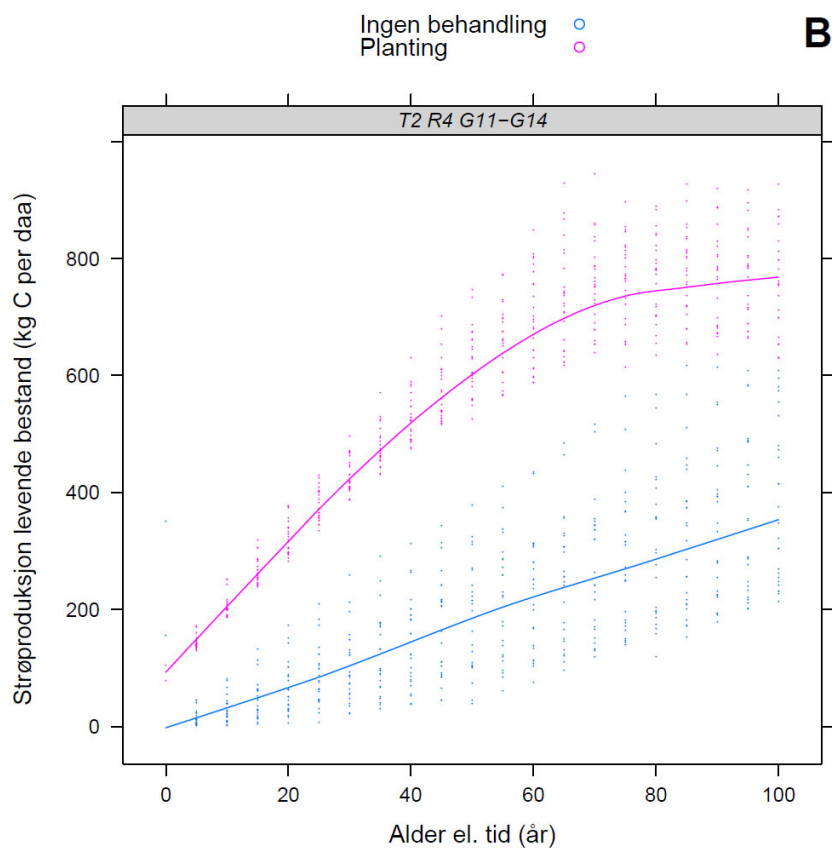 Ingen behandling
Planting
B
T2 R4 G11−G14
Strøproduksjon levende bestand (kg C per daa)
800
600
400
200
0
0 20 40 60 80 100
Alder el. tid (år)